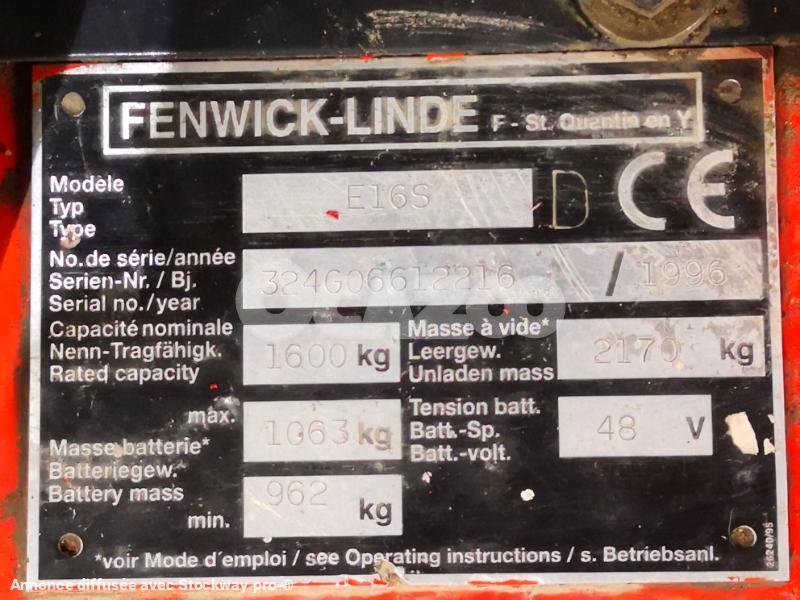 FENWICK-LINDE F - St. Quentin en Y
Modèle
Typ
Type
E16S D CE
No.de série/année
Serien-Nr. / Bj.
Serial no./year
324G06612216 / 1996
Capacité nominale
Nenn-Tragfähigk.
Rated capacity
1600 kg
Masse à vide*
Leergew.
Unladen mass
2170 kg
max.
1063 kg
Masse batterie*
Batteriegew.
Battery mass
min.
962 kg
Tension batt.
Batt.-Sp.
Batt.-volt.
48 V
*voir Mode d'emploi / see Operating instructions / s. Betriebsanl.
Annonce diffusée avec Stockway.pro ®